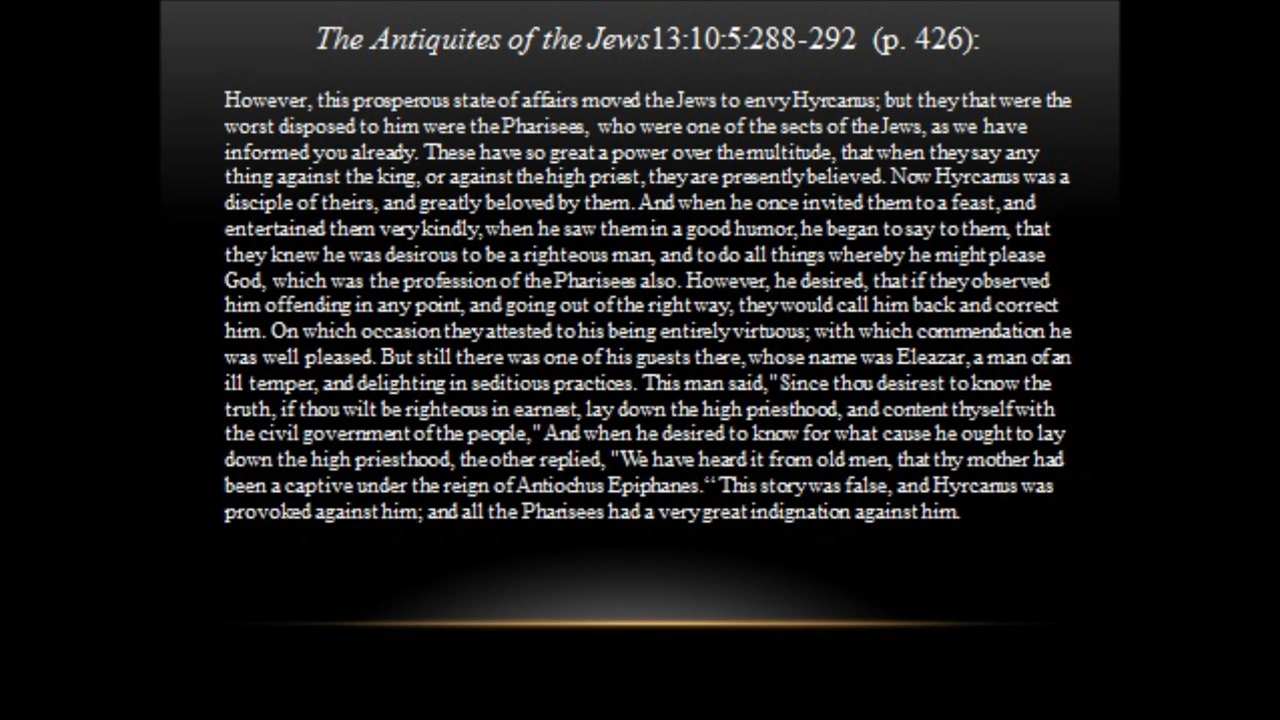 The Antiquites of the Jews13:10:5:288-292 (p. 426):
However, this prosperous state of affairs moved the Jews to envy Hyrcanus; but they that were the
worst disposed to him were the Pharisees, who were one of the sects of the Jews, as we have
informed you already. These have so great a power over the multitude, that when they say any
thing against the king, or against the high priest, they are presently believed. Now Hyrcanus was a
disciple of theirs, and greatly beloved by them. And when he once invited them to a feast, and
entertained them very kindly, when he saw them in a good humor, he began to say to them, that
they knew he was desirous to be a righteous man, and to do all things whereby he might please
God, which was the profession of the Pharisees also. However, he desired, that if they observed
him offending in any point, and going out of the right way, they would call him back and correct
him. On which occasion they attested to his being entirely virtuous; with which commendation he
was well pleased. But still there was one of his guests there, whose name was Eleazar, a man of an
ill temper, and delighting in seditious practices. This man said, "Since thou desirest to know the
truth, if thou wilt be righteous in earnest, lay down the high priesthood, and content thyself with
the civil government of the people," And when he desired to know for what cause he ought to lay
down the high priesthood, the other replied, "We have heard it from old men, that thy mother had
been a captive under the reign of Antiochus Epiphanes.“ This story was false, and Hyrcanus was
provoked against him; and all the Pharisees had a very great indignation against him.